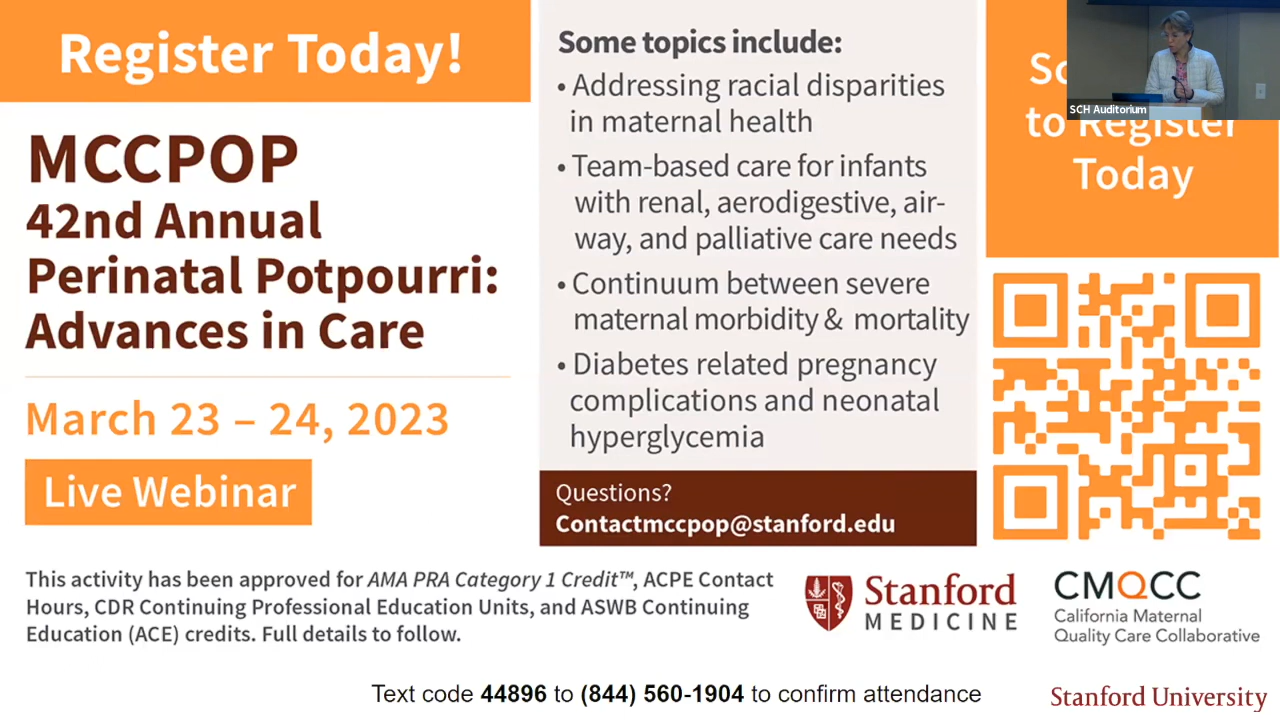 Register Today!
MCCPOP
42nd Annual
Perinatal Potpourri:
Advances in Care
March 23 – 24, 2023
Live Webinar
Some topics include:
• Addressing racial disparities
in maternal health
• Team-based care for infants
with renal, aerodigestive, air-
way, and palliative care needs
• Continuum between severe
maternal morbidity & mortality
• Diabetes related pregnancy
complications and neonatal
hyperglycemia
Questions?
Contactmccpop@stanford.edu
SCH Auditorium
to Register
Today
This activity has been approved for AMA PRA Category 1 Credit™, ACPE Contact
Hours, CDR Continuing Professional Education Units, and ASWB Continuing
Education (ACE) credits. Full details to follow.
Stanford
MEDICINE
CMQCC
California Maternal
Quality Care Collaborative
Text code 44896 to (844) 560-1904 to confirm attendance
Stanford University